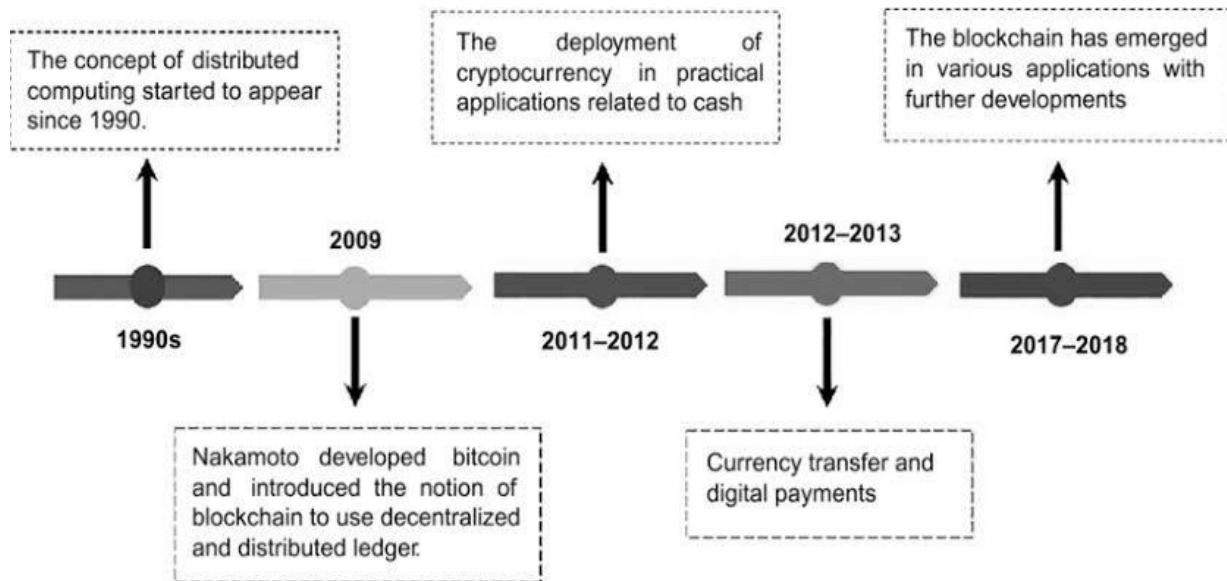 The concept of distributed
computing started to appear
since 1990.
The deployment of
cryptocurrency in practical
applications related to cash
The blockchain has emerged
in various applications with
further developments
2009
2012–2013
1990s
2011–2012
2017–2018
Nakamoto developed bitcoin
and introduced the notion of
blockchain to use decentralized
and distributed ledger.
Currency transfer and
digital payments